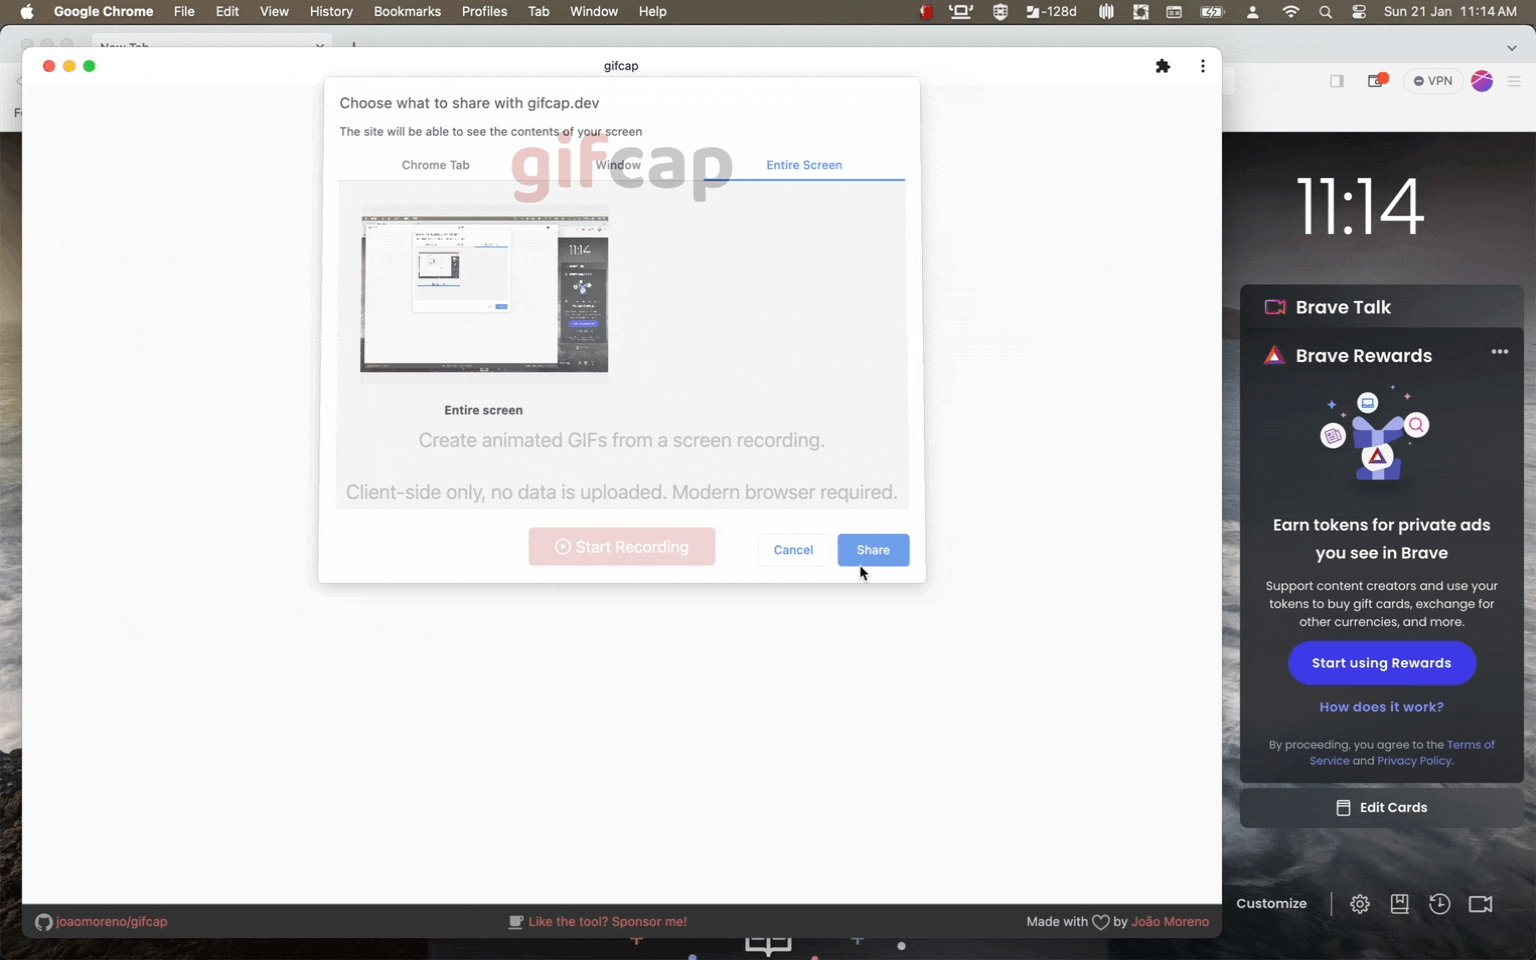 Google Chrome File Edit View History Bookmarks Profiles Tab Window Help
-128d
Sun 21 Jan 11:14 AM
gifcap
VPN
Choose what to share with gifcap.dev
The site will be able to see the contents of your screen
gifcap
Chrome Tab Window Entire Screen
Entire screen
Create animated GIFs from a screen recording.
Client-side only, no data is uploaded. Modern browser required.
Start Recording
Cancel
Share
joaomoreno/gifcap
Like the tool? Sponsor me!
Made with by João Moreno
11:14
Brave Talk
Brave Rewards
Earn tokens for private ads
you see in Brave
Support content creators and use your
tokens to buy gift cards, exchange for
other currencies, and more.
Start using Rewards
How does it work?
By proceeding, you agree to the Terms of
Service and Privacy Policy.
Edit Cards
Customize